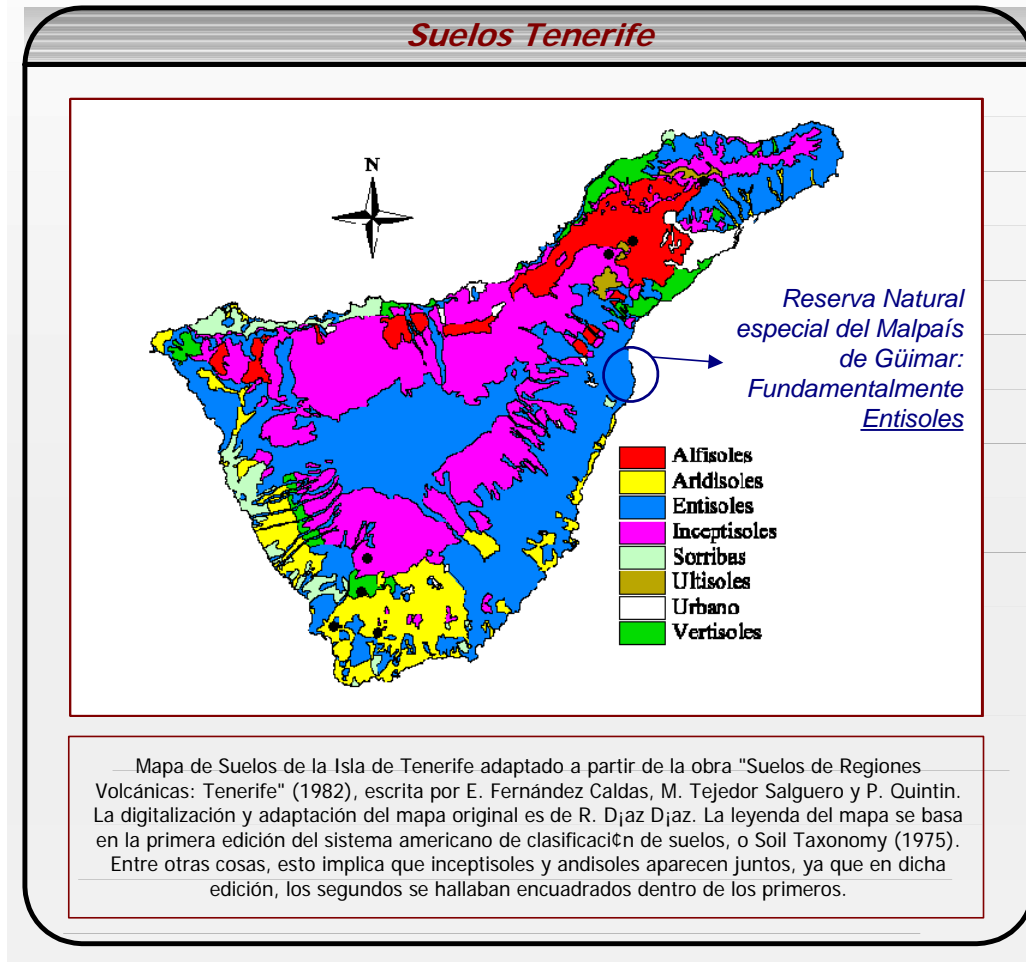 Suelos Tenerife
N
Reserva Natural
especial del Malpaís
de Güimar:
Fundamentalmente
Entisoles
Alfisoles
Aridisoles
Entisoles
Inceptisoles
Sorribas
Ultisoles
Urbano
Vertisoles
Mapa de Suelos de la Isla de Tenerife adaptado a partir de la obra "Suelos de Regiones
Volcánicas: Tenerife" (1982), escrita por E. Fernández Caldas, M. Tejedor Salguero y P. Quintin.
La digitalización y adaptación del mapa original es de R. D¡az D¡az. La leyenda del mapa se basa
en la primera edición del sistema americano de clasificaci¢n de suelos, o Soil Taxonomy (1975).
Entre otras cosas, esto implica que inceptisoles y andisoles aparecen juntos, ya que en dicha
edición, los segundos se hallaban encuadrados dentro de los primeros.